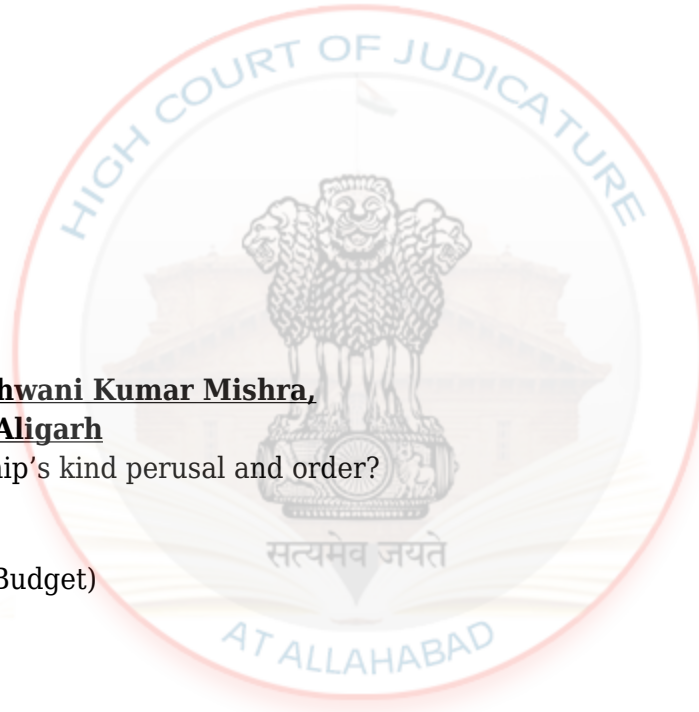 HIGH COURT OF JUDICATURE
hwani Kumar Mishra,
Aligarh
hip’s kind perusal and order?
सत्यमेव जयते
Budget)
AT ALLAHABAD